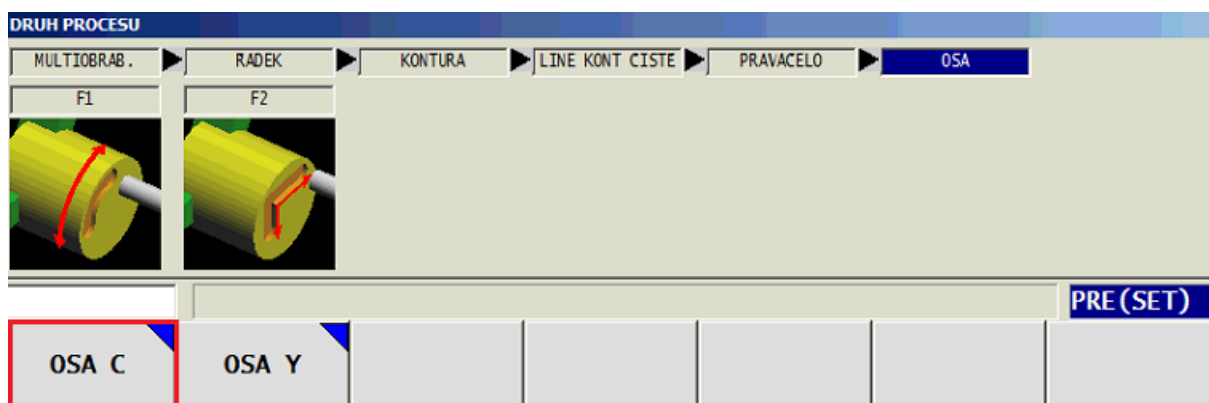 DRUH PROCESU
MULTIOBRAB. RADEK KONTURA LINE KONT CISTE PRAVACELO OSA
F1 F2
PRE(SET)
OSA C OSA Y